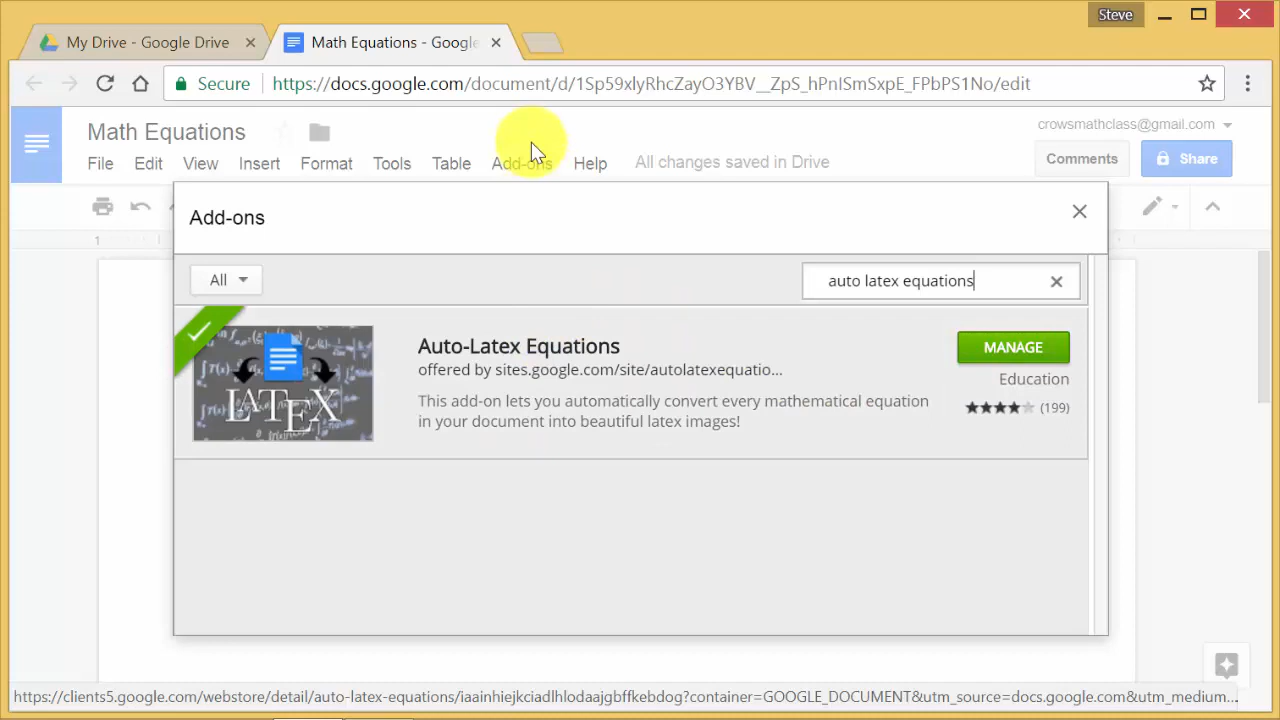 Steve
My Drive - Google Drive
Math Equations - Google
Secure
https://docs.google.com/document/d/1Sp59xlyRhcZayO3YBV__ZpS_hPnISmSxpE_FPbPS1No/edit
Math Equations
crowsmathclass@gmail.com
File Edit View Insert Format Tools Table Add-ons Help All changes saved in Drive
Comments
Share
1
Add-ons
All
auto latex equations
Auto-Latex Equations
offered by sites.google.com/site/autolatexequatio...
This add-on lets you automatically convert every mathematical equation
in your document into beautiful latex images!
MANAGE
Education
(199)
LATEX
https://clients5.google.com/webstore/detail/auto-latex-equations/iaainhiejkciadlhlodaajgbffkebdog?container=GOOGLE_DOCUMENT&utm_source=docs.google.com&utm_medium...